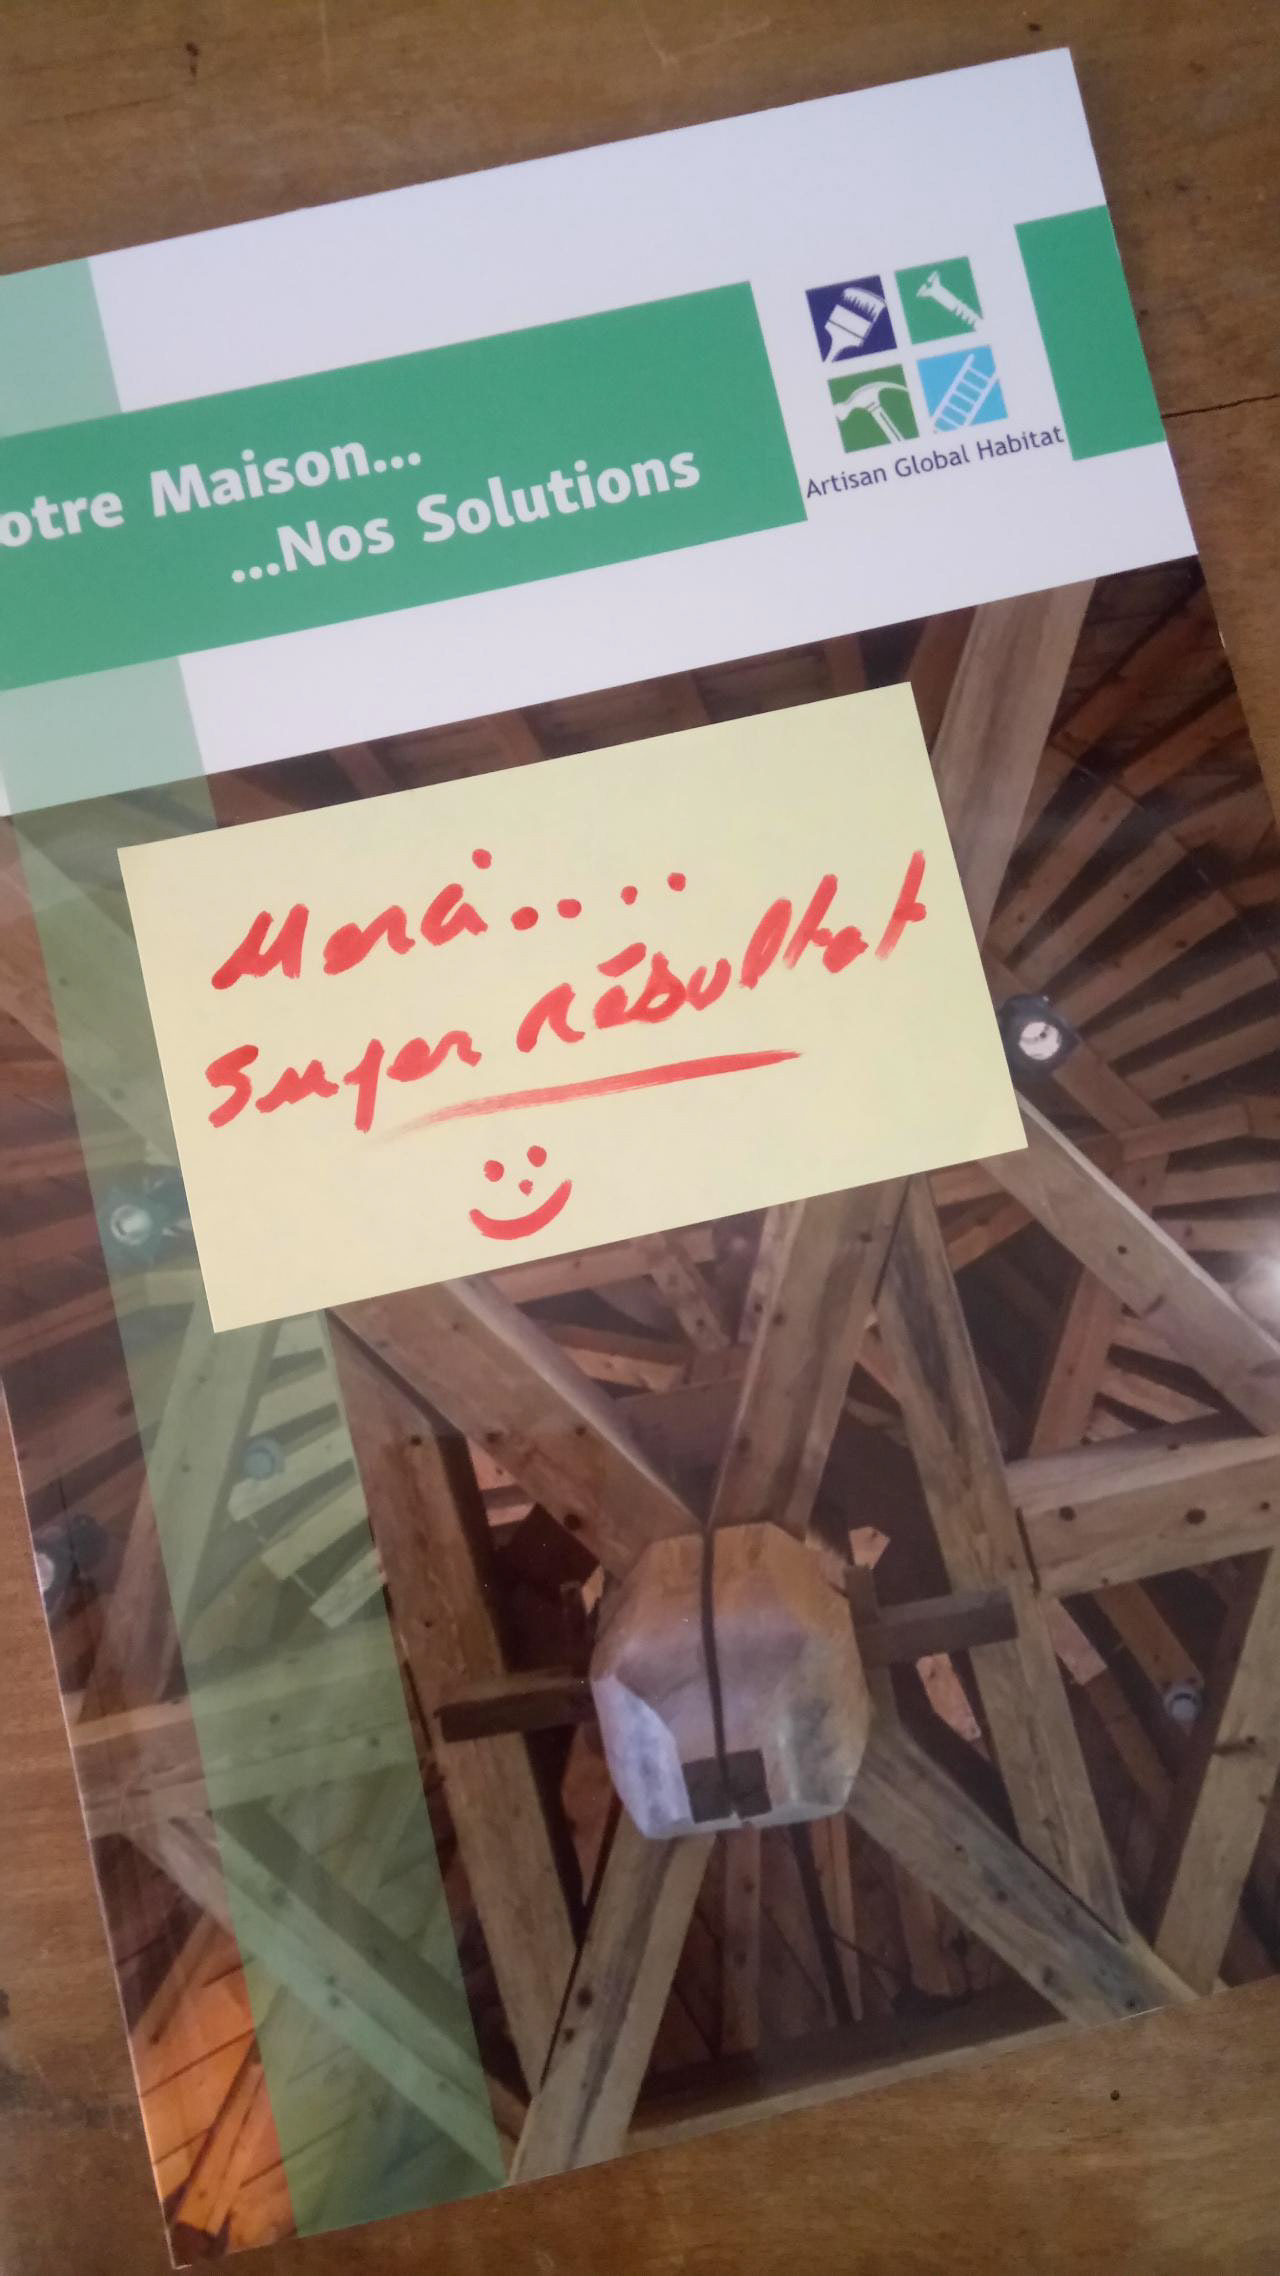 otre Maison...
...Nos Solutions
Artisan Global Habitat
Merci....
Super Résultat